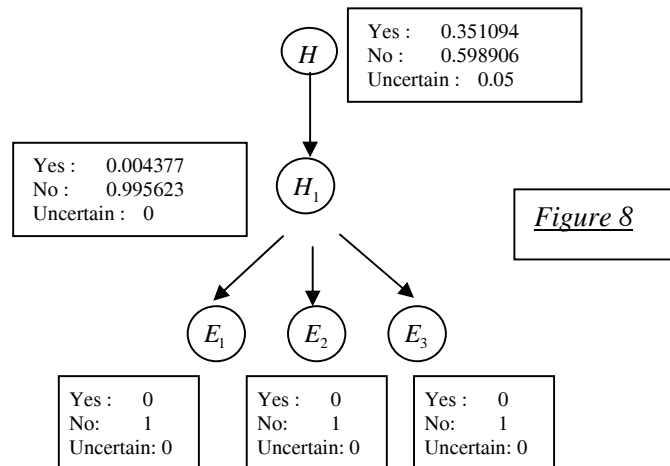 H
Yes : 0.351094
No : 0.598906
Uncertain : 0.05
Yes : 0.004377
No : 0.995623
Uncertain : 0
H1
Figure 8
E1
E2
E3
Yes : 0
No: 1
Uncertain: 0
Yes : 0
No: 1
Uncertain: 0
Yes : 0
No: 1
Uncertain: 0